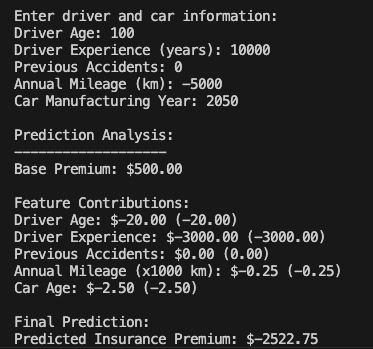 Enter driver and car information:
Driver Age: 100
Driver Experience (years): 10000
Previous Accidents: 0
Annual Mileage (km): -5000
Car Manufacturing Year: 2050
Prediction Analysis:
-------------------
Base Premium: $500.00
Feature Contributions:
Driver Age: $-20.00 (-20.00)
Driver Experience: $-3000.00 (-3000.00)
Previous Accidents: $0.00 (0.00)
Annual Mileage (x1000 km): $-0.25 (-0.25)
Car Age: $-2.50 (-2.50)
Final Prediction:
Predicted Insurance Premium: $-2522.75